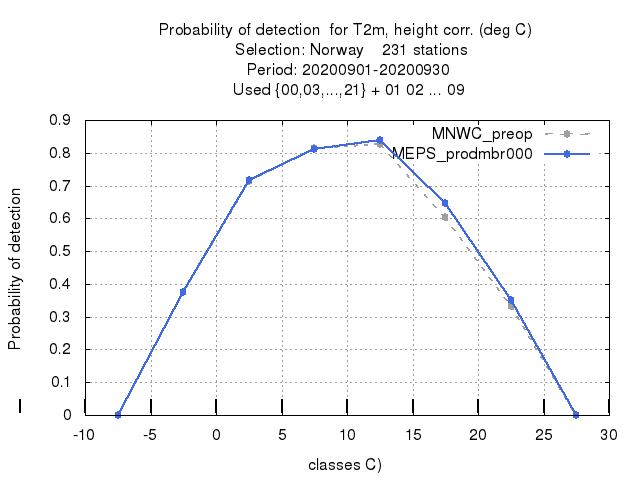 Probability of detection  for T2m, height corr. (deg C)
Selection: Norway    231 stations
Period: 20200901-20200930
Used {00,03,...,21} + 01 02 ... 09
MNWC_preop
MEPS_prodmbr000
Probability of detection
0.9
0.8
0.7
0.6
0.5
0.4
0.3
0.2
0.1
0
-10 -5 0 5 10 15 20 25 30
classes C)